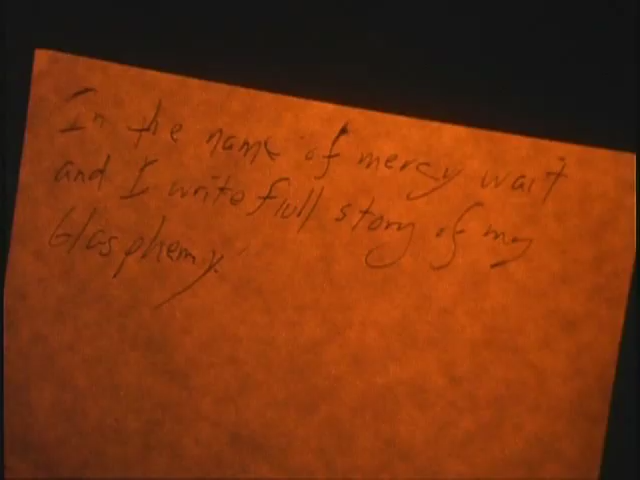 In the name of mercy wait
and I write full story of my
blasphemy.